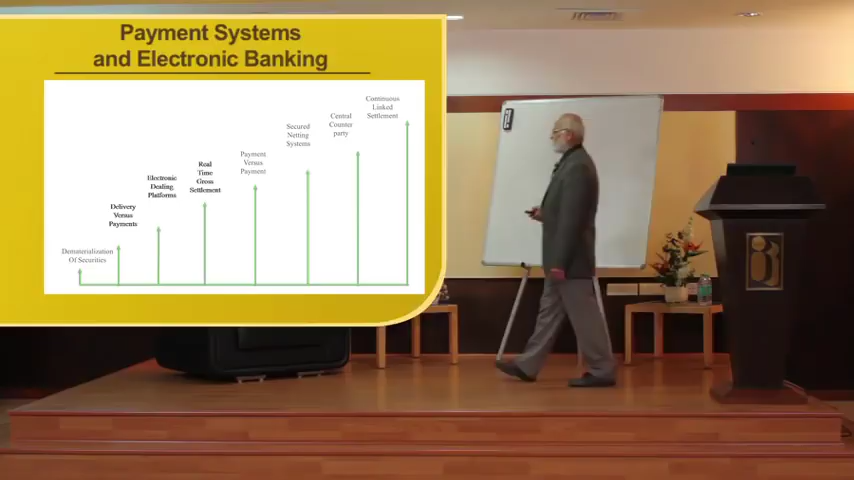 Payment Systems
and Electronic Banking
Dematerialization
Of Securities
Delivery
Versus
Payments
Electronic
Dealing
Platforms
Real
Time
Gross
Settlement
Payment
Versus
Payment
Secured
Netting
Systems
Central
Counter
party
Continuous
Linked
Settlement